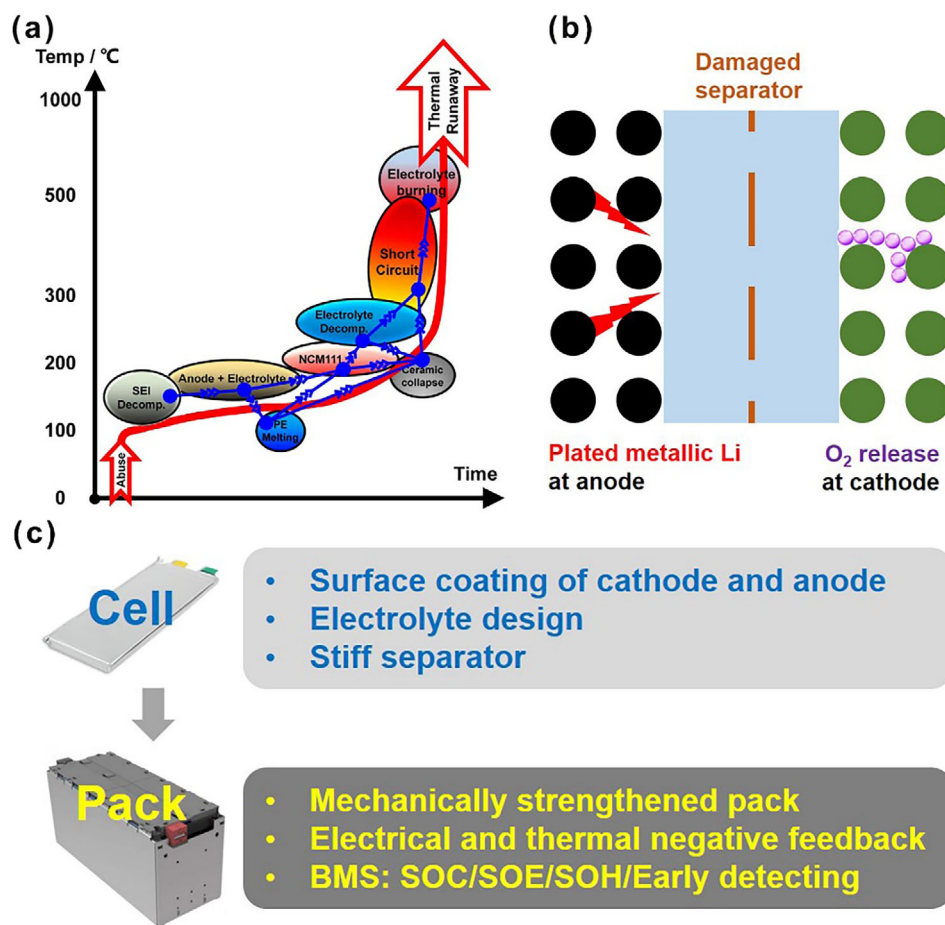 (a)
Temp / ℃
1000
500
300
200
100
0
Time
Abuse
SEI
Decomp.
Anode + Electrolyte
PE
Melting
NCM111
Electrolyte
Decomp.
Ceramic
collapse
Short
Circuit
Electrolyte
burning
Thermal
Runaway
(b)
Damaged
separator
Plated metallic Li
at anode
O₂ release
at cathode
(c)
Cell
• Surface coating of cathode and anode
• Electrolyte design
• Stiff separator
Pack
• Mechanically strengthened pack
• Electrical and thermal negative feedback
• BMS: SOC/SOE/SOH/Early detecting